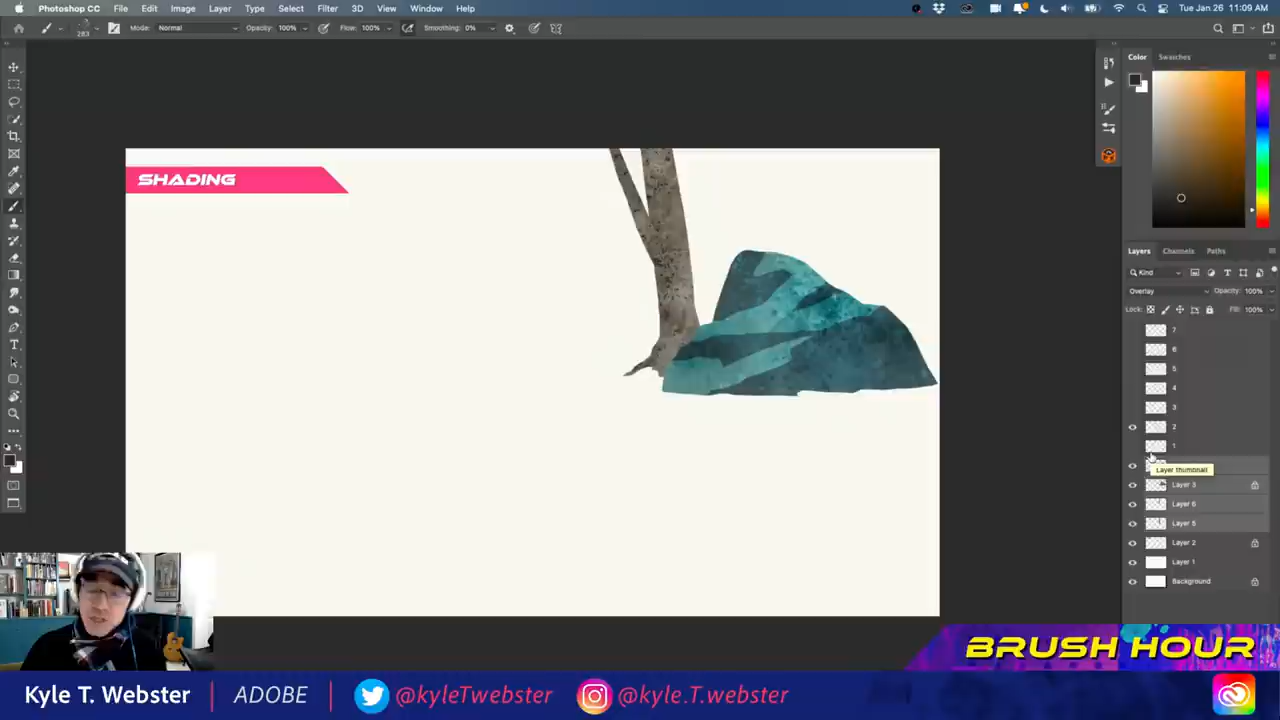 Photoshop CC File Edit Image Layer Type Select Filter 3D View Window Help Tue Jan 26 11:09 AM
283 Mode: Normal Opacity: 100% Flow: 100% Smoothing: 0%
Color Swatches
SHADING
Layers Channels Paths
Kind
Overlay Opacity: 100%
Lock: Fill: 100%
7
6
5
4
3
2
1
Layer thumbnail
Layer 3
Layer 6
Layer 5
Layer 2
Layer 1
Background
BRUSH HOUR
Kyle T. Webster | ADOBE | @kyleTwebster @kyle.T.webster